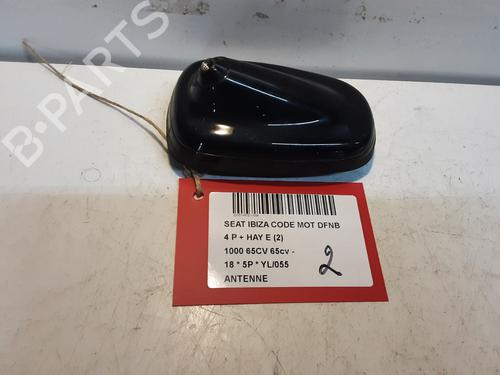 B-PARTS
SEAT IBIZA CODE MOT DFNB
4 P + HAY E (2)
1000 65CV 65cv -
18 * 5P * YL/055
ANTENNE
2